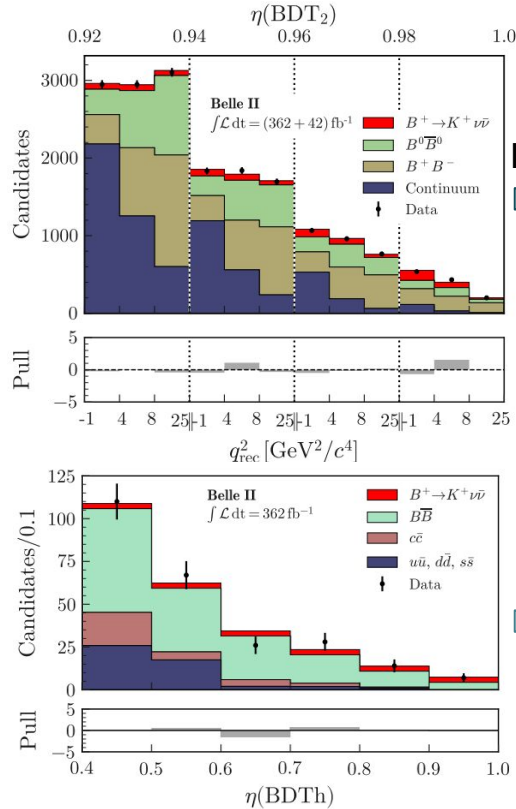 η(BDT₂)
0.92 0.94 0.96 0.98 1.0
Candidates
3000
2000
1000
0
Belle II
∫ℒ dt = (362 + 42) fb⁻¹
B⁺→K⁺νν̄
B⁰B̄⁰
B⁺B⁻
Continuum
Data
Pull
5
0
−5
-1 4 8 25||-1 4 8 25||-1 4 8 25||-1 4 8 25
q²rec [GeV²/c⁴]
Candidates/0.1
125
100
75
50
25
0
Belle II
∫ℒ dt = 362 fb⁻¹
B⁺→K⁺νν̄
BB̄
cc̄
uū, dd̄, ss̄
Data
Pull
5
0
−5
0.4 0.5 0.6 0.7 0.8 0.9 1.0
η(BDTh)